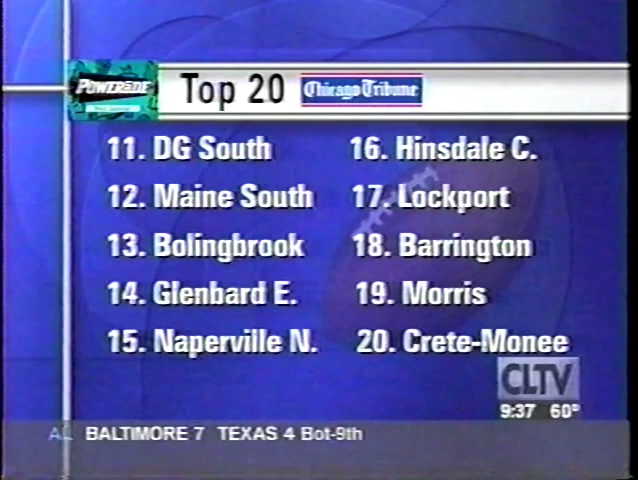 POWERADE Top 20 Chicago Tribune
11. DG South
12. Maine South
13. Bolingbrook
14. Glenbard E.
15. Naperville N.
16. Hinsdale C.
17. Lockport
18. Barrington
19. Morris
20. Crete-Monee
CLTV
9:37 60°
AL BALTIMORE 7 TEXAS 4 Bot-9th